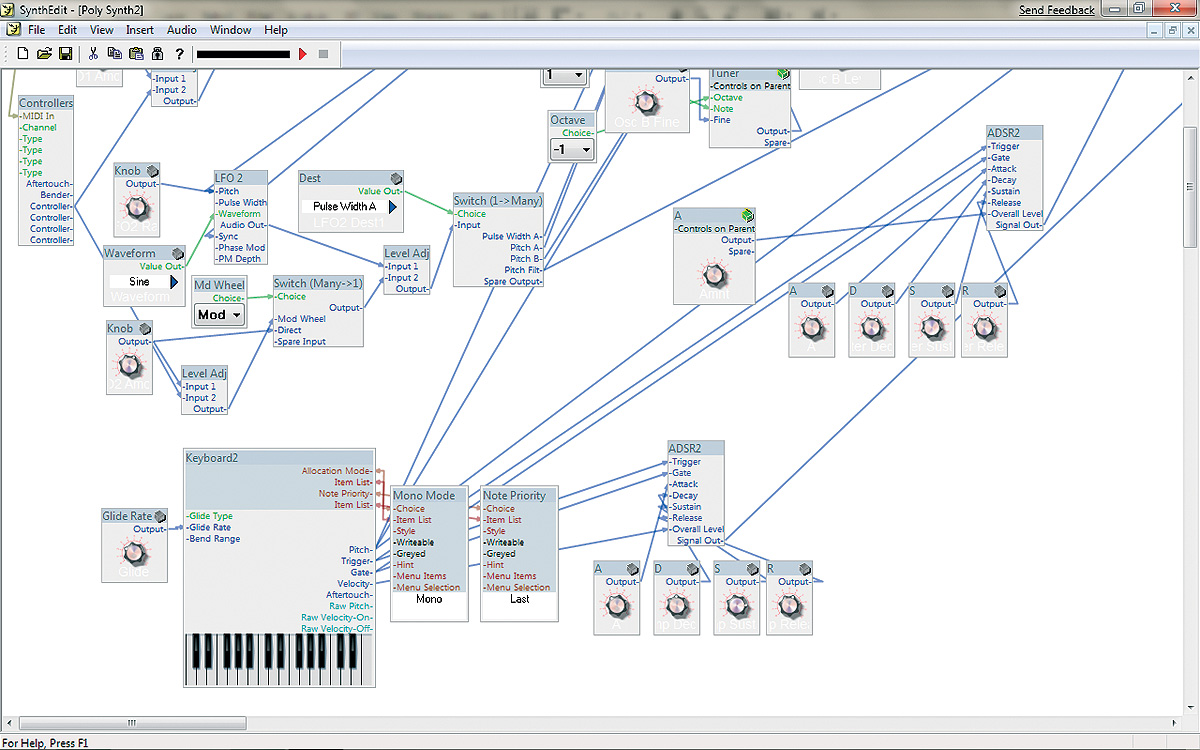 SynthEdit - [Poly Synth2]
Send Feedback
File Edit View Insert Audio Window Help
Input 1
Input 2
Output
Controllers
MIDI In
Channel
Type
Type
Type
Type
Aftertouch
Bender
Controller
Controller
Controller
Controller
Knob
Output
LFO 2
Pitch
Pulse Width
Waveform
Audio Out
Sync
Phase Mod
PM Depth
Dest
Value Out
Pulse Width A
LFO2 Dest1
Waveform
Value Out
Sine
Waveform
Md Wheel
Choice
Mod
Switch (Many->1)
Choice
Output
Mod Wheel
Direct
Spare Input
Level Adj
Input 1
Input 2
Output
Switch (1->Many)
Choice
Input
Pulse Width A
Pitch A
Pitch B
Pitch Filt
Spare Output
Knob
Output
Level Adj
Input 1
Input 2
Output
1
Octave
Choice
-1
Output
Osc B Fine
Tuner
Controls on Parent
Octave
Note
Fine
Output
Spare
A
Controls on Parent
Output
Spare
ADSR2
Trigger
Gate
Attack
Decay
Sustain
Release
Overall Level
Signal Out
A
Output
D
Output
S
Output
R
Output
Keyboard2
Allocation Mode
Item List
Note Priority
Item List
Glide Type
Glide Rate
Bend Range
Pitch
Trigger
Gate
Velocity
Aftertouch
Raw Pitch
Raw Velocity-On
Raw Velocity-Off
Glide Rate
Output
Glide
Mono Mode
Choice
Item List
Style
Writeable
Greyed
Hint
Menu Items
Menu Selection
Mono
Note Priority
Choice
Item List
Style
Writeable
Greyed
Hint
Menu Items
Menu Selection
Last
ADSR2
Trigger
Gate
Attack
Decay
Sustain
Release
Overall Level
Signal Out
A
Output
A
D
Output
S
Output
R
Output
For Help, Press F1